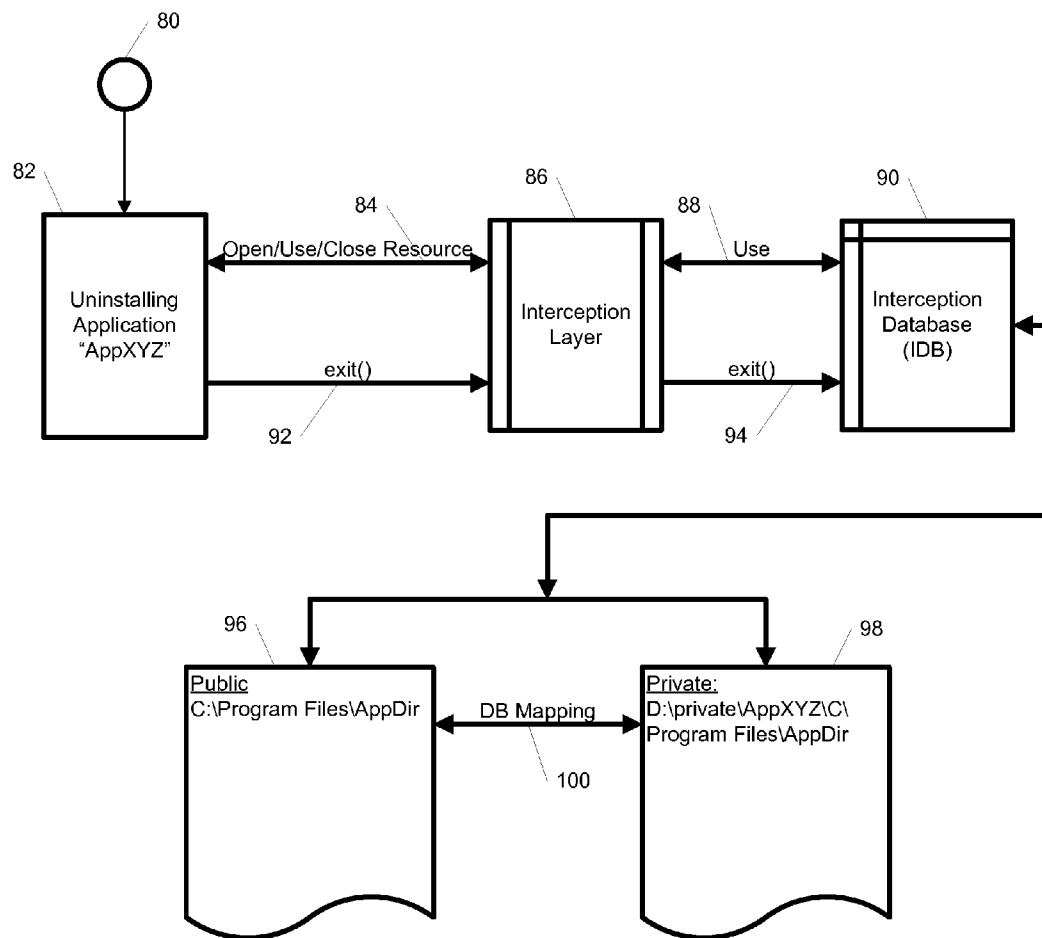 80
82
84
86
88
90
Open/Use/Close Resource
Use
Uninstalling
Application
“AppXYZ”
Interception
Layer
Interception
Database
(IDB)
exit()
exit()
92
94
96
98
Public
C:\Program Files\AppDir
DB Mapping
100
Private:
D:\private\AppXYZ\C\
Program Files\AppDir